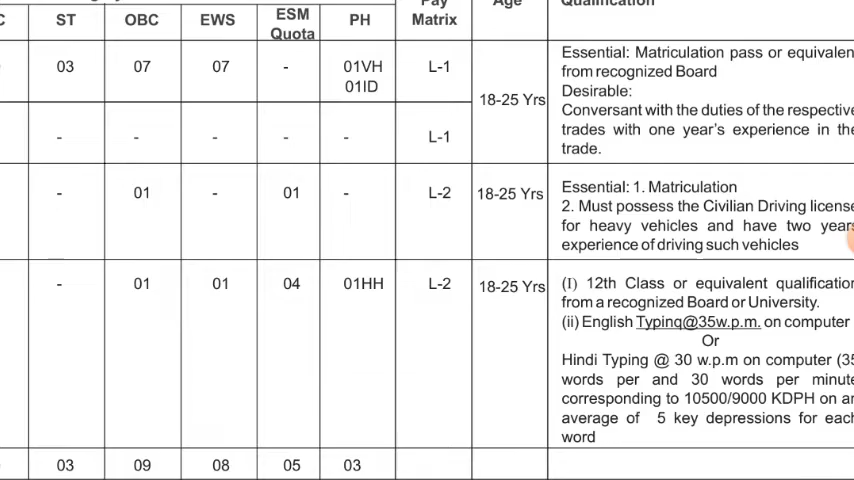 Pay
Matrix
Age
Qualification
ST OBC EWS ESM Quota PH
03 07 07 - 01VH L-1
01ID
18-25 Yrs
Essential: Matriculation pass or equivalen
from recognized Board
Desirable:
Conversant with the duties of the respective
trades with one year's experience in the
trade.
- - - - - L-1
- 01 - 01 - L-2 18-25 Yrs
Essential: 1. Matriculation
2. Must possess the Civilian Driving license
for heavy vehicles and have two years
experience of driving such vehicles
- 01 01 04 01HH L-2 18-25 Yrs
(I) 12th Class or equivalent qualification
from a recognized Board or University.
(ii) English Typing@35w.p.m. on computer
Or
Hindi Typing @ 30 w.p.m on computer (35
words per and 30 words per minute
corresponding to 10500/9000 KDPH on an
average of 5 key depressions for each
word
03 09 08 05 03